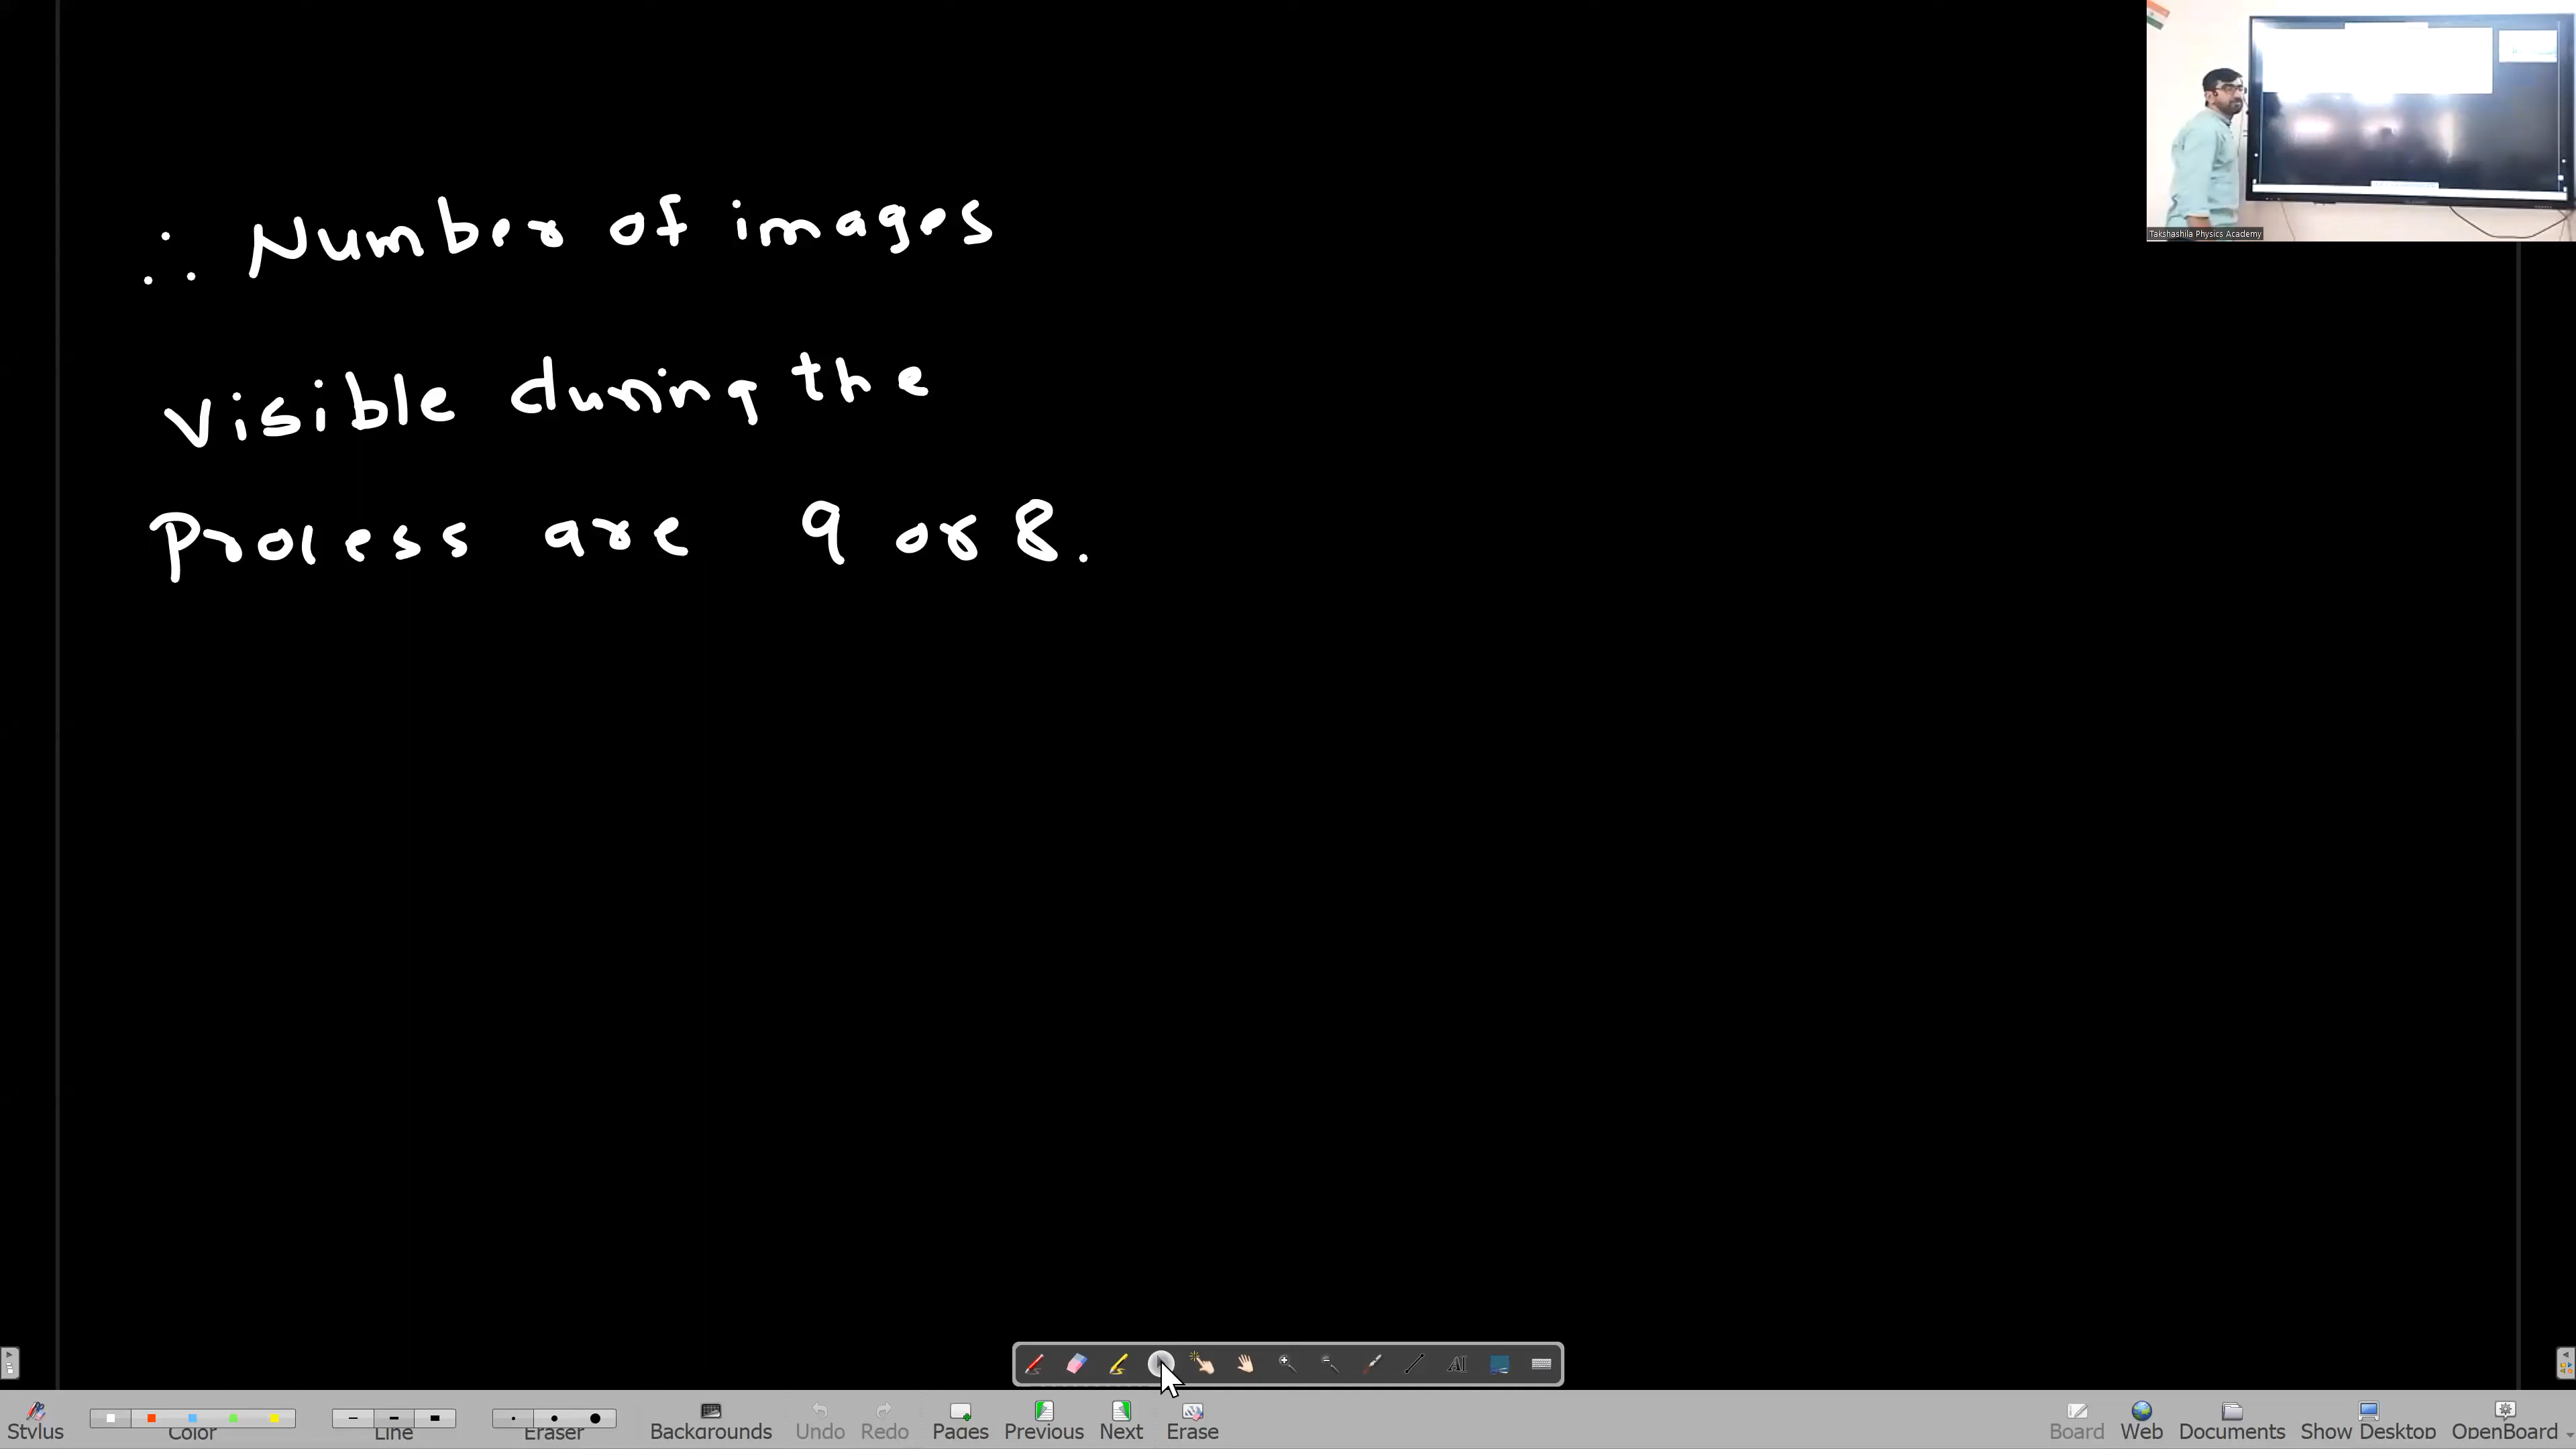 ∴ Number of images
visible during the
Process are 9 or 8.
Takshashila Physics Academy
Stylus
Color
Line
Eraser
Backgrounds
Undo
Redo
Pages
Previous
Next
Erase
Board
Web
Documents
Show Desktop
OpenBoard